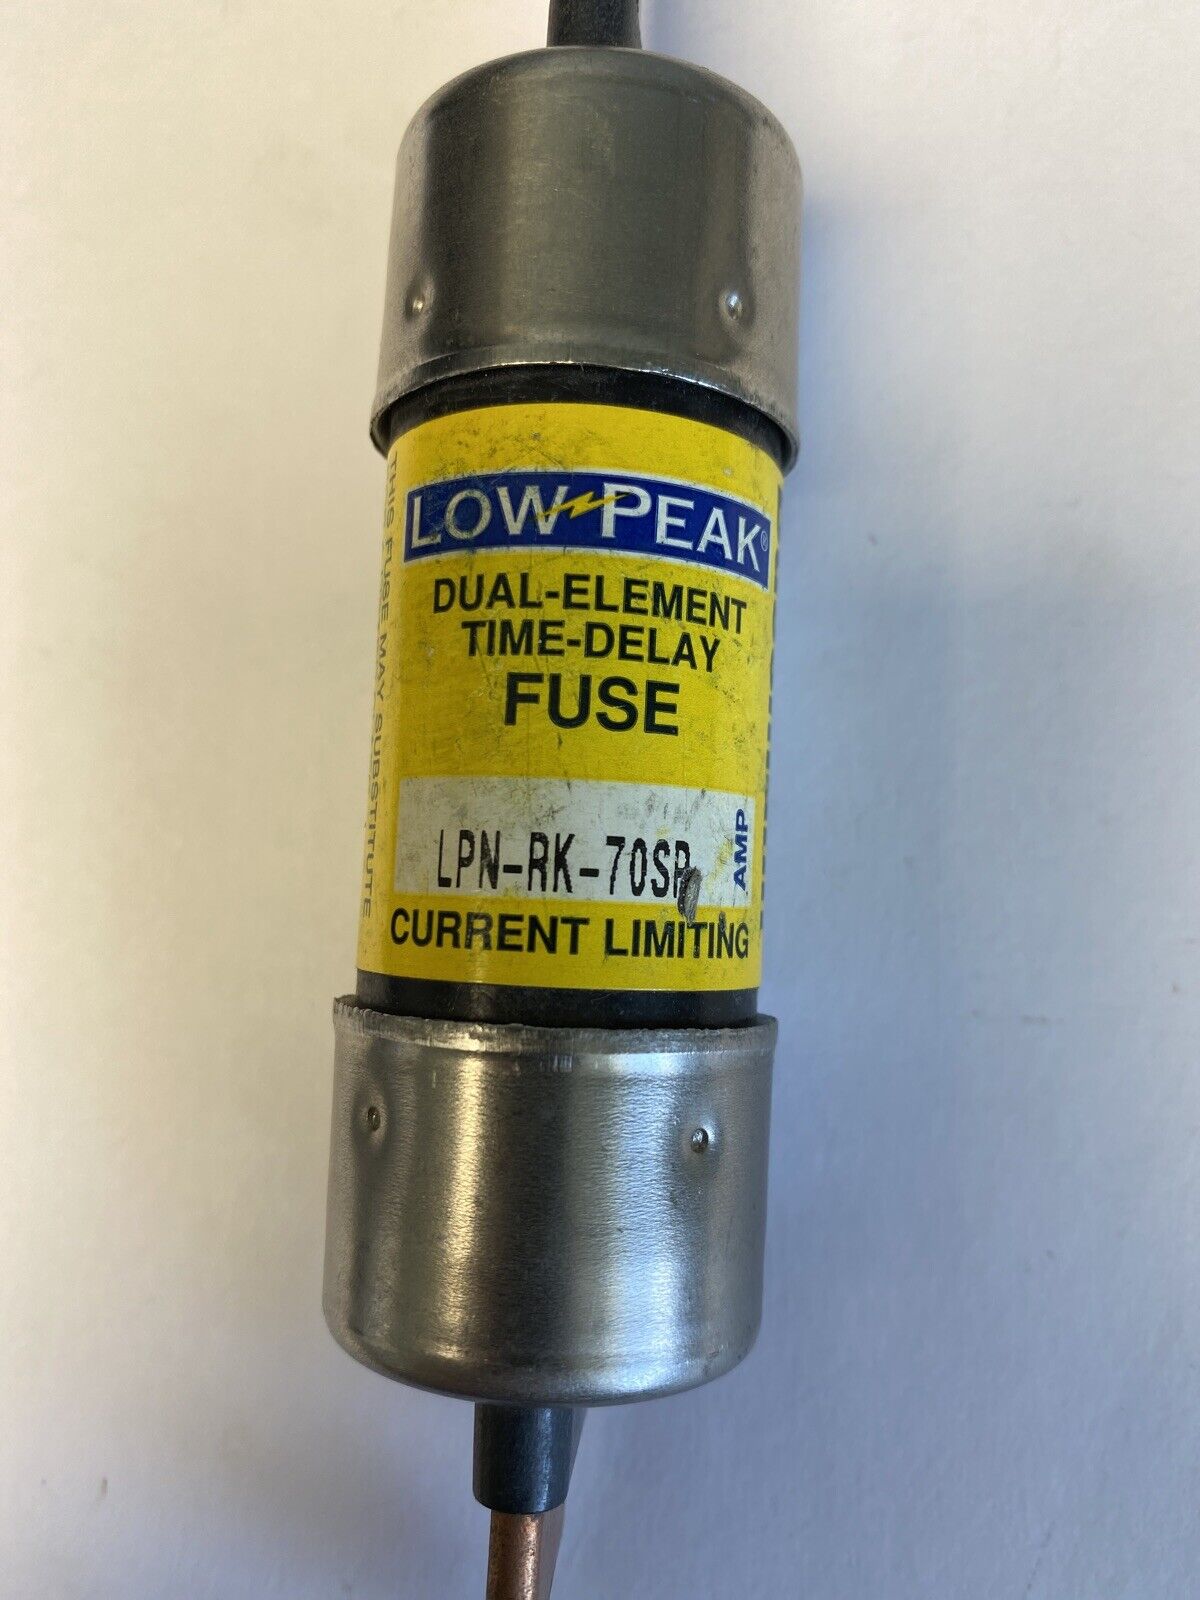 LOW-PEAK®
DUAL-ELEMENT
TIME-DELAY
FUSE
LPN-RK-70SP
AMP
CURRENT LIMITING
THIS FUSE MAY SUBSTITUTE